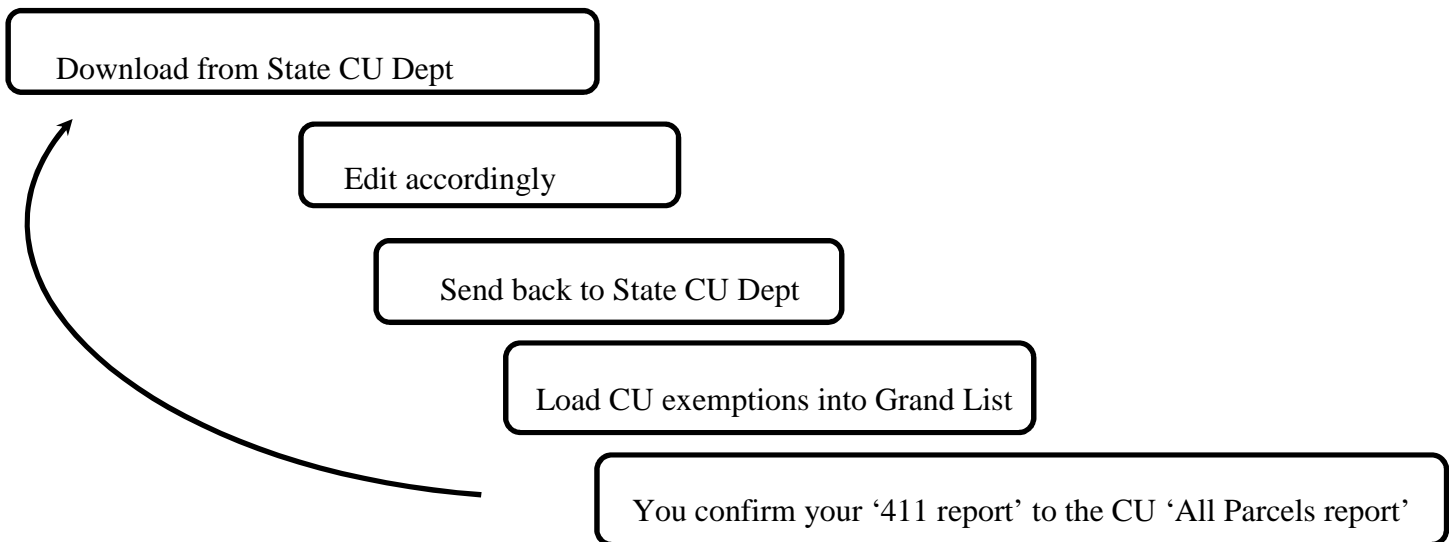 Download from State CU Dept
Edit accordingly
Send back to State CU Dept
Load CU exemptions into Grand List
You confirm your ‘411 report’ to the CU ‘All Parcels report’